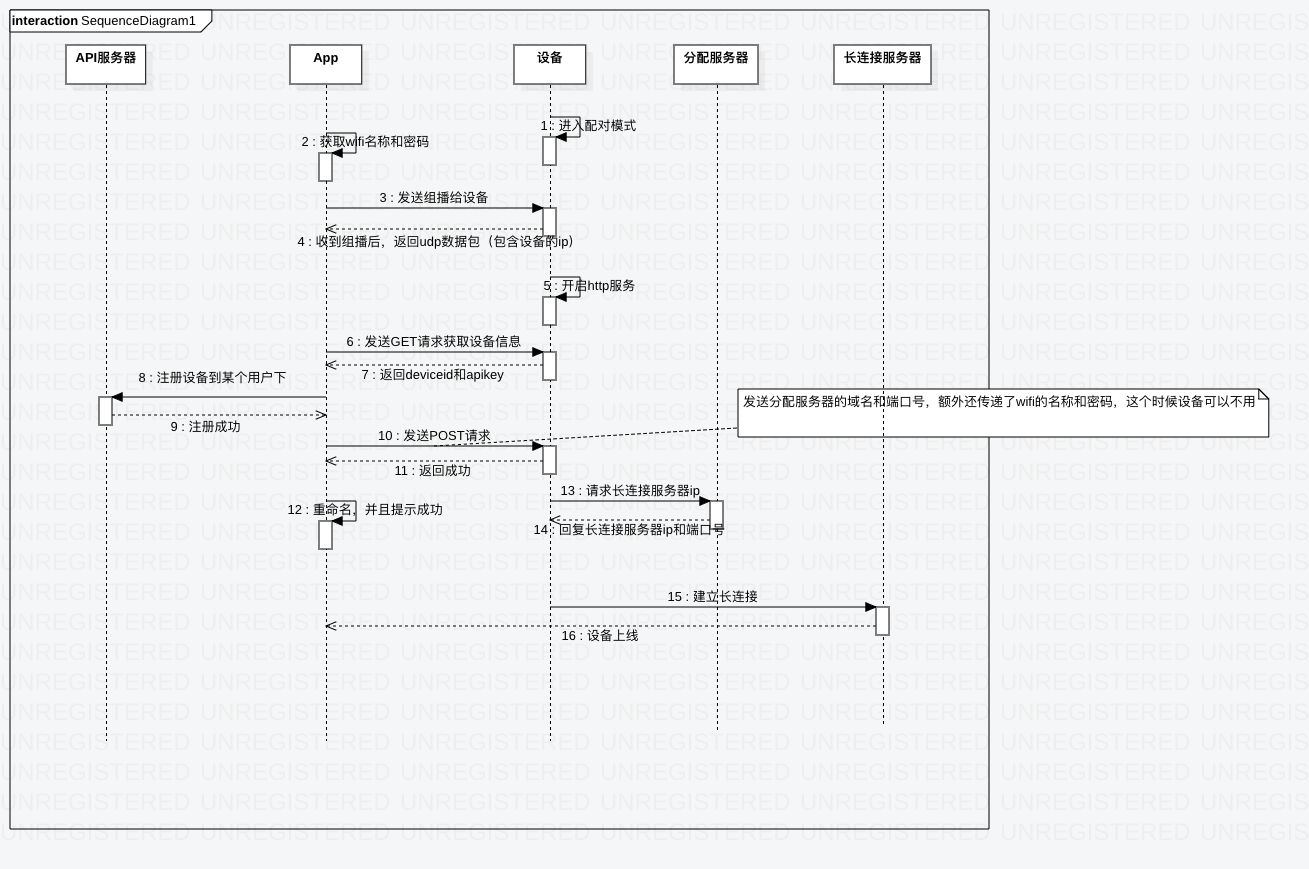 interaction SequenceDiagram1
API服务器
App
设备
分配服务器
长连接服务器
1 : 进入配对模式
2 : 获取wifi名称和密码
3 : 发送组播给设备
4 : 收到组播后，返回udp数据包（包含设备的ip）
5 : 开启http服务
6 : 发送GET请求获取设备信息
7 : 返回deviceid和apikey
8 : 注册设备到某个用户下
发送分配服务器的域名和端口号，额外还传递了wifi的名称和密码，这个时候设备可以不用
9 : 注册成功
10 : 发送POST请求
11 : 返回成功
13 : 请求长连接服务器ip
12 : 重命名，并且提示成功
14 : 回复长连接服务器ip和端口号
15 : 建立长连接
16 : 设备上线
UNREGISTERED